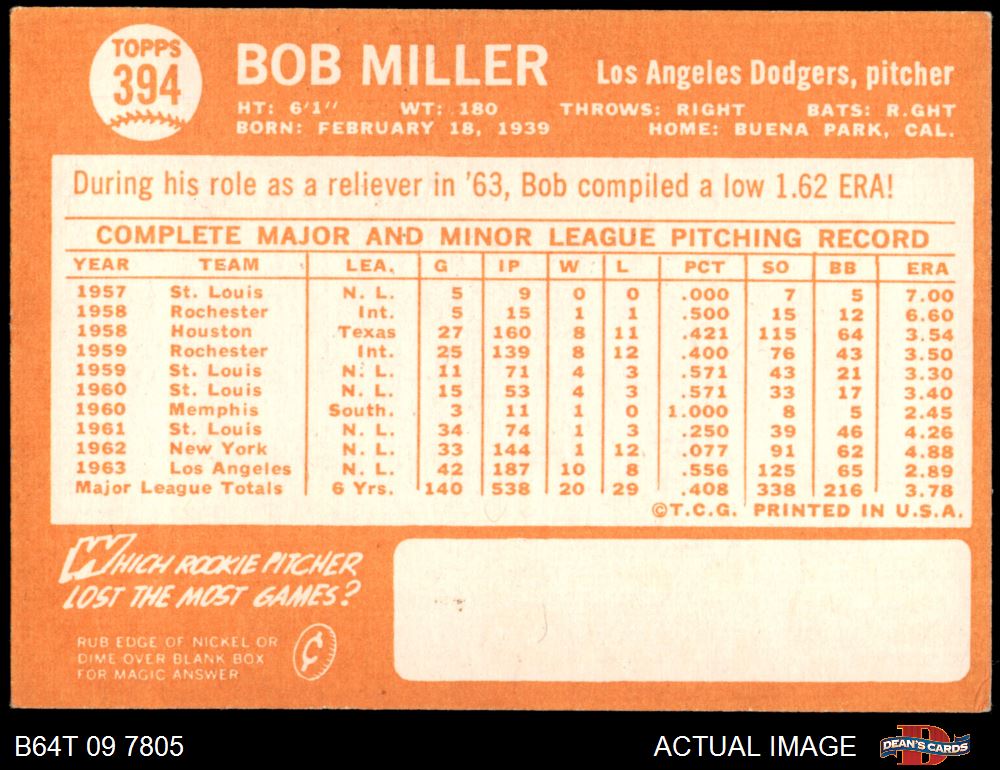 TOPPS
394
BOB MILLER
Los Angeles Dodgers, pitcher
HT: 6'1" WT: 180 THROWS: RIGHT BATS: R.GHT
BORN: FEBRUARY 18, 1939 HOME: BUENA PARK, CAL.
During his role as a reliever in '63, Bob compiled a low 1.62 ERA!
COMPLETE MAJOR AND MINOR LEAGUE PITCHING RECORD
YEAR TEAM LEA. G IP W L PCT SO BB ERA
1957 St. Louis N. L. 5 9 0 0 .000 7 5 7.00
1958 Rochester Int. 5 15 1 1 .500 15 12 6.60
1958 Houston Texas 27 160 8 11 .421 115 64 3.54
1959 Rochester Int. 25 139 8 12 .400 76 43 3.50
1959 St. Louis N. L. 11 71 4 3 .571 43 21 3.30
1960 St. Louis N. L. 15 53 4 3 .571 33 17 3.40
1960 Memphis South. 3 11 1 0 1.000 8 5 2.45
1961 St. Louis N. L. 34 74 1 3 .250 39 46 4.26
1962 New York N. L. 33 144 1 12 .077 91 62 4.88
1963 Los Angeles N. L. 42 187 10 8 .556 125 65 2.89
Major League Totals 6 Yrs. 140 538 20 29 .408 338 216 3.78
©T.C.G. PRINTED IN U.S.A.
WHICH ROOKIE PITCHER
LOST THE MOST GAMES?
RUB EDGE OF NICKEL OR
DIME OVER BLANK BOX
FOR MAGIC ANSWER
¢
B64T 09 7805
ACTUAL IMAGE
D
DEAN'S CARDS